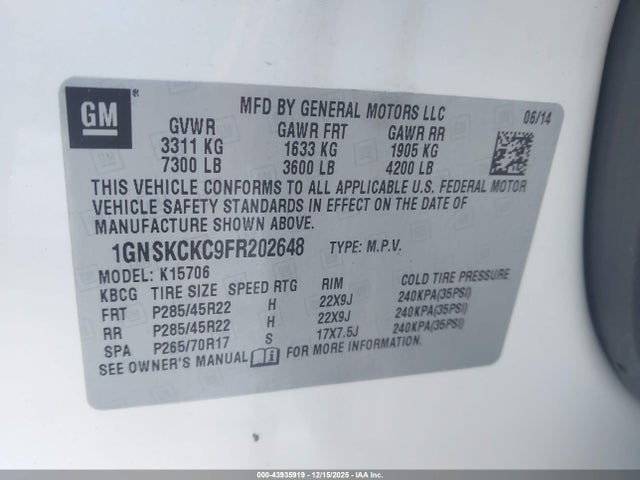 GM ®
MFD BY GENERAL MOTORS LLC 06/14
GVWR GAWR FRT GAWR RR
3311 KG 1633 KG 1905 KG
7300 LB 3600 LB 4200 LB
THIS VEHICLE CONFORMS TO ALL APPLICABLE U.S. FEDERAL MOTOR
VEHICLE SAFETY STANDARDS IN EFFECT ON THE DATE OF
MANUFACTURE SHOWN ABOVE.
1GNSKCKC9FR202648 TYPE: M.P.V.
MODEL: K15706
KBCG TIRE SIZE SPEED RTG RIM COLD TIRE PRESSURE
FRT P285/45R22 H 22X9J 240KPA(35PSI)
RR P285/45R22 H 22X9J 240KPA(35PSI)
SPA P265/70R17 S 17X7.5J 240KPA(35PSI)
SEE OWNER'S MANUAL FOR MORE INFORMATION.
000-43935919 - 12/15/2025 - IAAI, Inc.